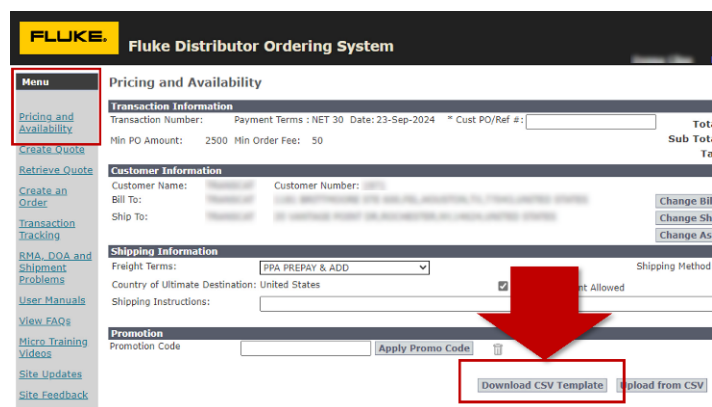 FLUKE.
Fluke Distributor Ordering System
Menu
Pricing and
Availability
Create Quote
Retrieve Quote
Create an
Order
Transaction
Tracking
RMA, DOA and
Shipment
Problems
User Manuals
View FAQs
Micro Training
Videos
Site Updates
Site Feedback
Pricing and Availability
Transaction Information
Transaction Number: Payment Terms : NET 30 Date: 23-Sep-2024 * Cust PO/Ref #:
Tot
Min PO Amount: 2500 Min Order Fee: 50
Sub Tot
Ta
Customer Information
Customer Name: Customer Number:
Bill To:
Change Bil
Ship To:
Change Sh
Change As
Shipping Information
Freight Terms: PPA PREPAY & ADD Shipping Method
Country of Ultimate Destination: United States nt Allowed
Shipping Instructions:
Promotion
Promotion Code Apply Promo Code
Download CSV Template Upload from CSV